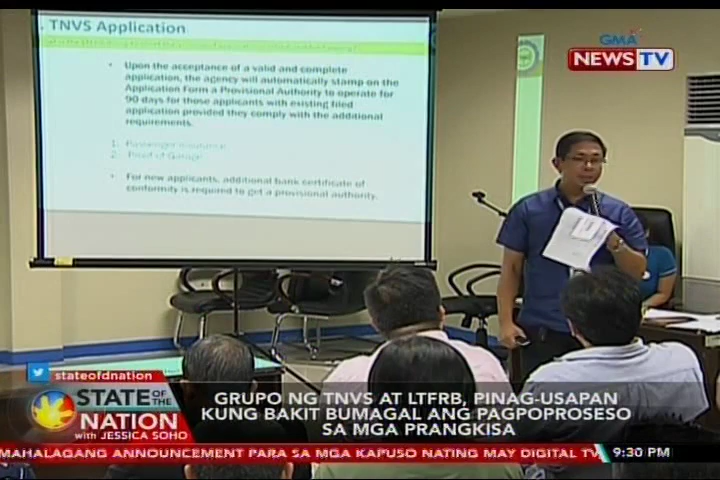 . TNVS Application
• Upon the acceptance of a valid and complete
application, the agency will automatically stamp on the
Application Form a Provisional Authority to operate for
90 days for those applicants with existing filed
application provided they comply with the additional
requirements.
1. Passenger Insurance
2. Proof of Garage
• For new applicants, additional bank certificate of
conformity is required to get a provisional authority.
GMA
NEWS TV
stateofdnation
STATE OF THE
NATION
with JESSICA SOHO
GRUPO NG TNVS AT LTFRB, PINAG-USAPAN
KUNG BAKIT BUMAGAL ANG PAGPOPROSESO
SA MGA PRANGKISA
MAHALAGANG ANNOUNCEMENT PARA SA MGA KAPUSO NATING MAY DIGITAL TV
9:30 PM